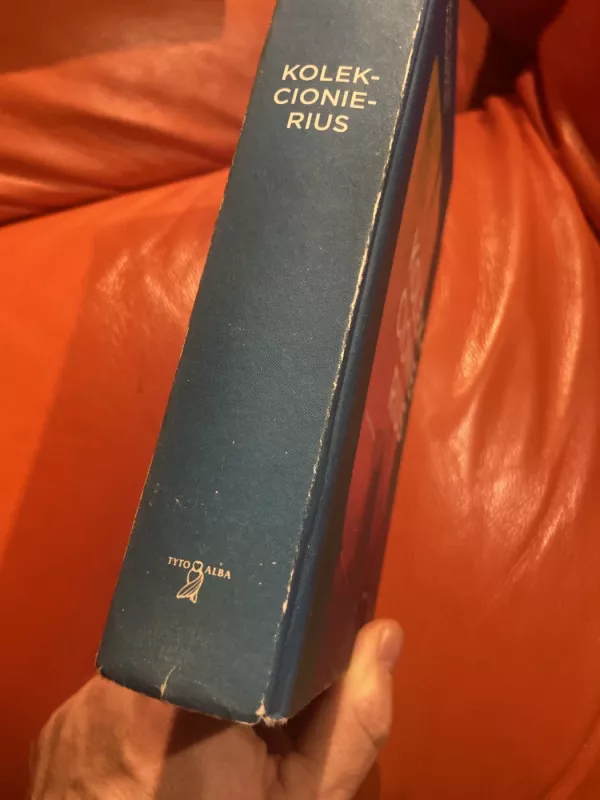 KOLEK-
CIONIE-
RIUS
TYTO ALBA